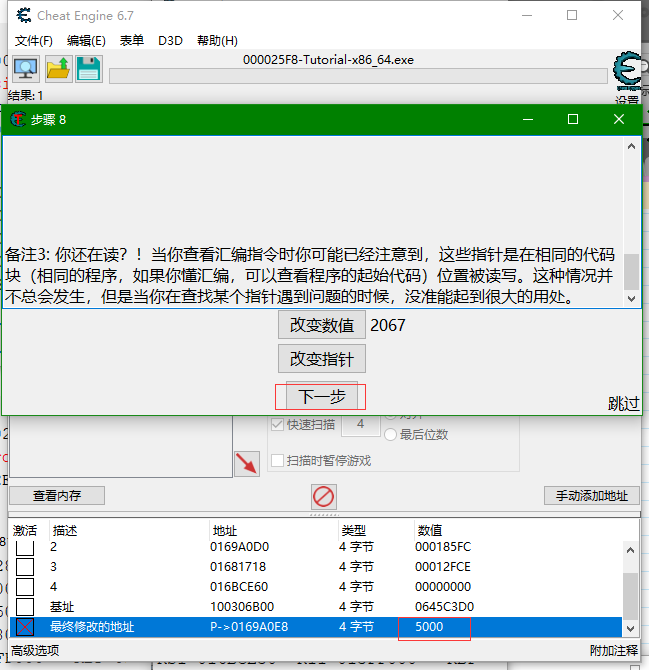 Cheat Engine 6.7
文件(F) 编辑(E) 表单 D3D 帮助(H)
000025F8-Tutorial-x86_64.exe
结果: 1
设置
步骤 8
备注3: 你还在读？！当你查看汇编指令时你可能已经注意到，这些指针是在相同的代码
块（相同的程序，如果你懂汇编，可以查看程序的起始代码）位置被读写。这种情况并
不总会发生，但是当你在查找某个指针遇到问题的时候，没准能起到很大的用处。
改变数值 2067
改变指针
下一步
跳过
快速扫描 4
最后位数
扫描时暂停游戏
查看内存 手动添加地址
激活 描述 地址 类型 数值
2 0169A0D0 4 字节 000185FC
3 01681718 4 字节 00012FCE
4 016BCE60 4 字节 00000000
基址 100306B00 4 字节 0645C3D0
最终修改的地址 P->0169A0E8 4 字节 5000
高级选项 附加注释